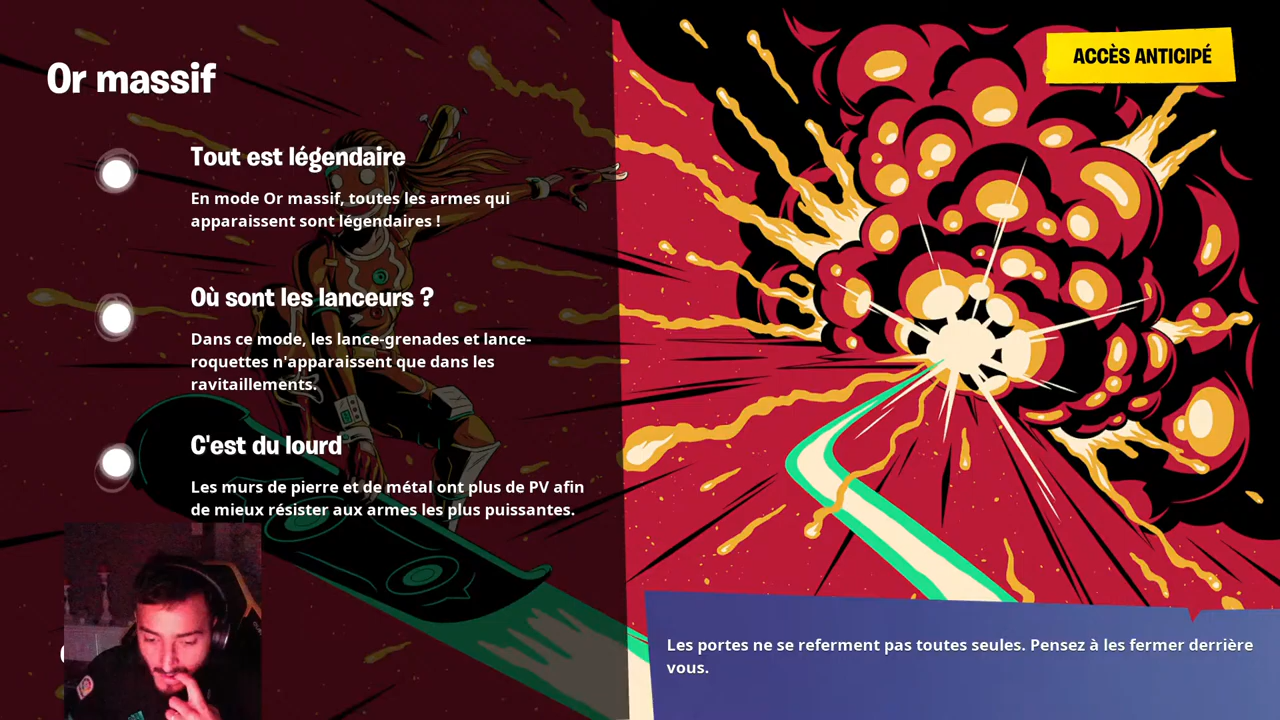 Or massif
ACCÈS ANTICIPÉ
Tout est légendaire
En mode Or massif, toutes les armes qui
apparaissent sont légendaires !
Où sont les lanceurs ?
Dans ce mode, les lance-grenades et lance-
roquettes n'apparaissent que dans les
ravitaillements.
C'est du lourd
Les murs de pierre et de métal ont plus de PV afin
de mieux résister aux armes les plus puissantes.
Les portes ne se referment pas toutes seules. Pensez à les fermer derrière
vous.